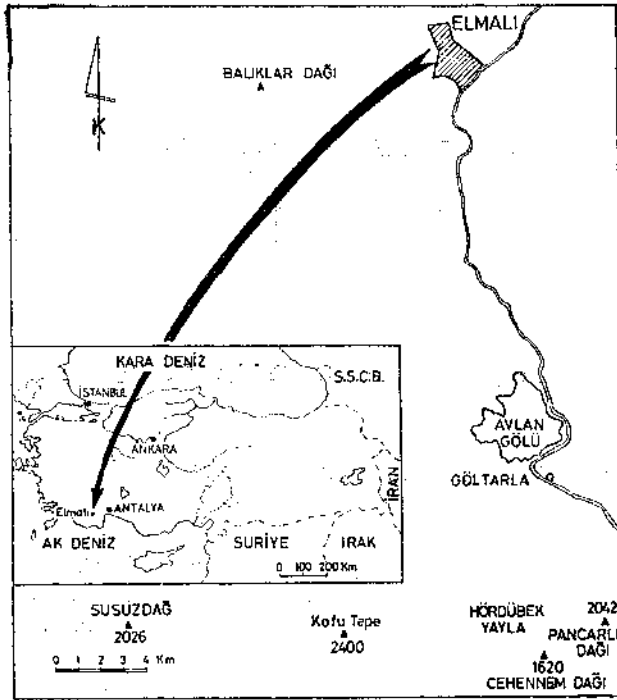 ELMALI
BALIKLAR DAĞI
K
KARA DENİZ
S.S.C.B.
İSTANBUL
ANKARA
İRAN
Elmalı
ANTALYA
AK DENİZ
SURİYE
IRAK
0 100 200 Km
AVLAN
GÖLÜ
GÖLTARLA
SUSUZDAĞ
2026
0 1 2 3 4 Km
Kofu Tepe
2400
HÖRDÜBEK
YAYLA
2042
PANCARLI
DAĞI
1620
CEHENNEM DAĞI